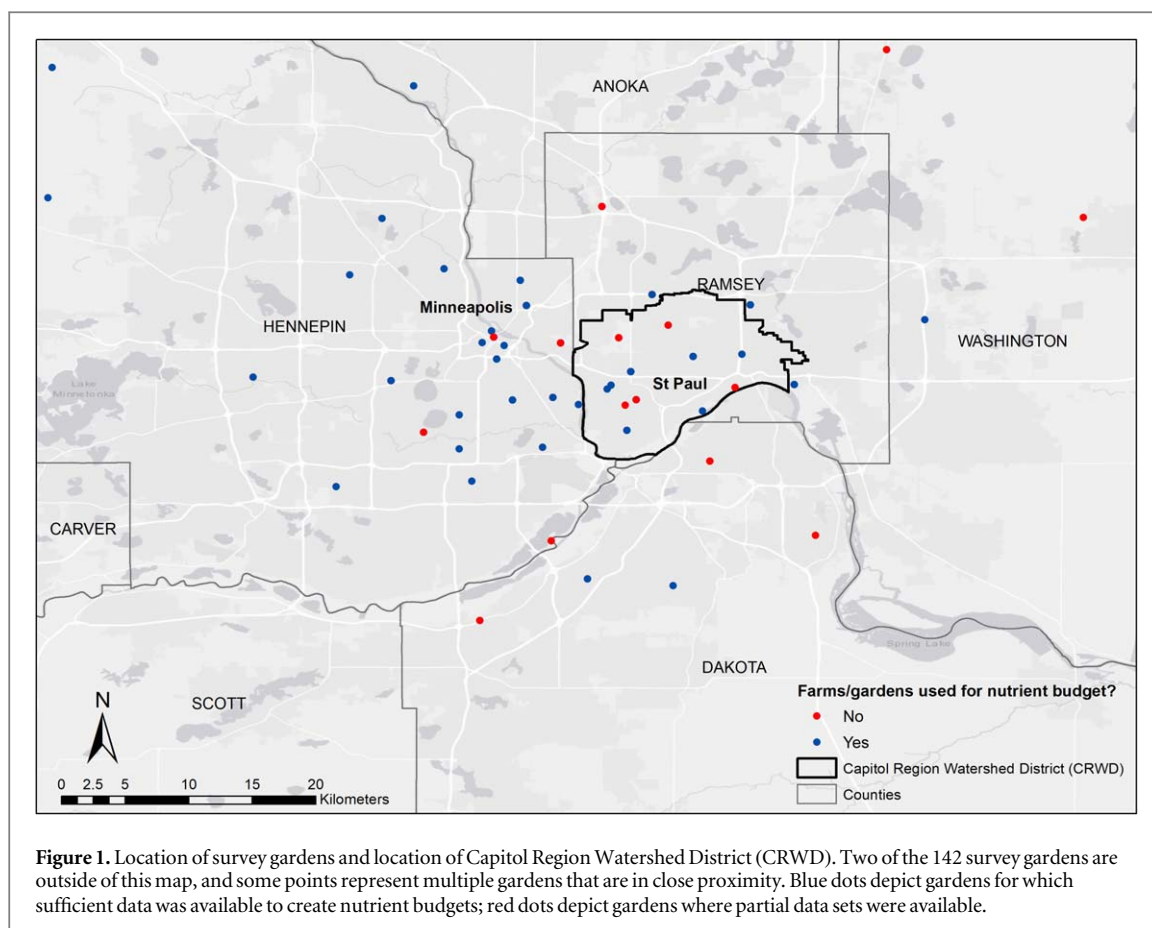 ANOKA
RAMSEY
Minneapolis
HENNEPIN
WASHINGTON
Lake
Minnetonka
St Paul
CARVER
Spring Lake
DAKOTA
SCOTT
N
0 2.5 5 10 15 20
Kilometers
Farms/gardens used for nutrient budget?
No
Yes
Capitol Region Watershed District (CRWD)
Counties
Figure 1. Location of survey gardens and location of Capitol Region Watershed District (CRWD). Two of the 142 survey gardens are
outside of this map, and some points represent multiple gardens that are in close proximity. Blue dots depict gardens for which
sufficient data was available to create nutrient budgets; red dots depict gardens where partial data sets were available.